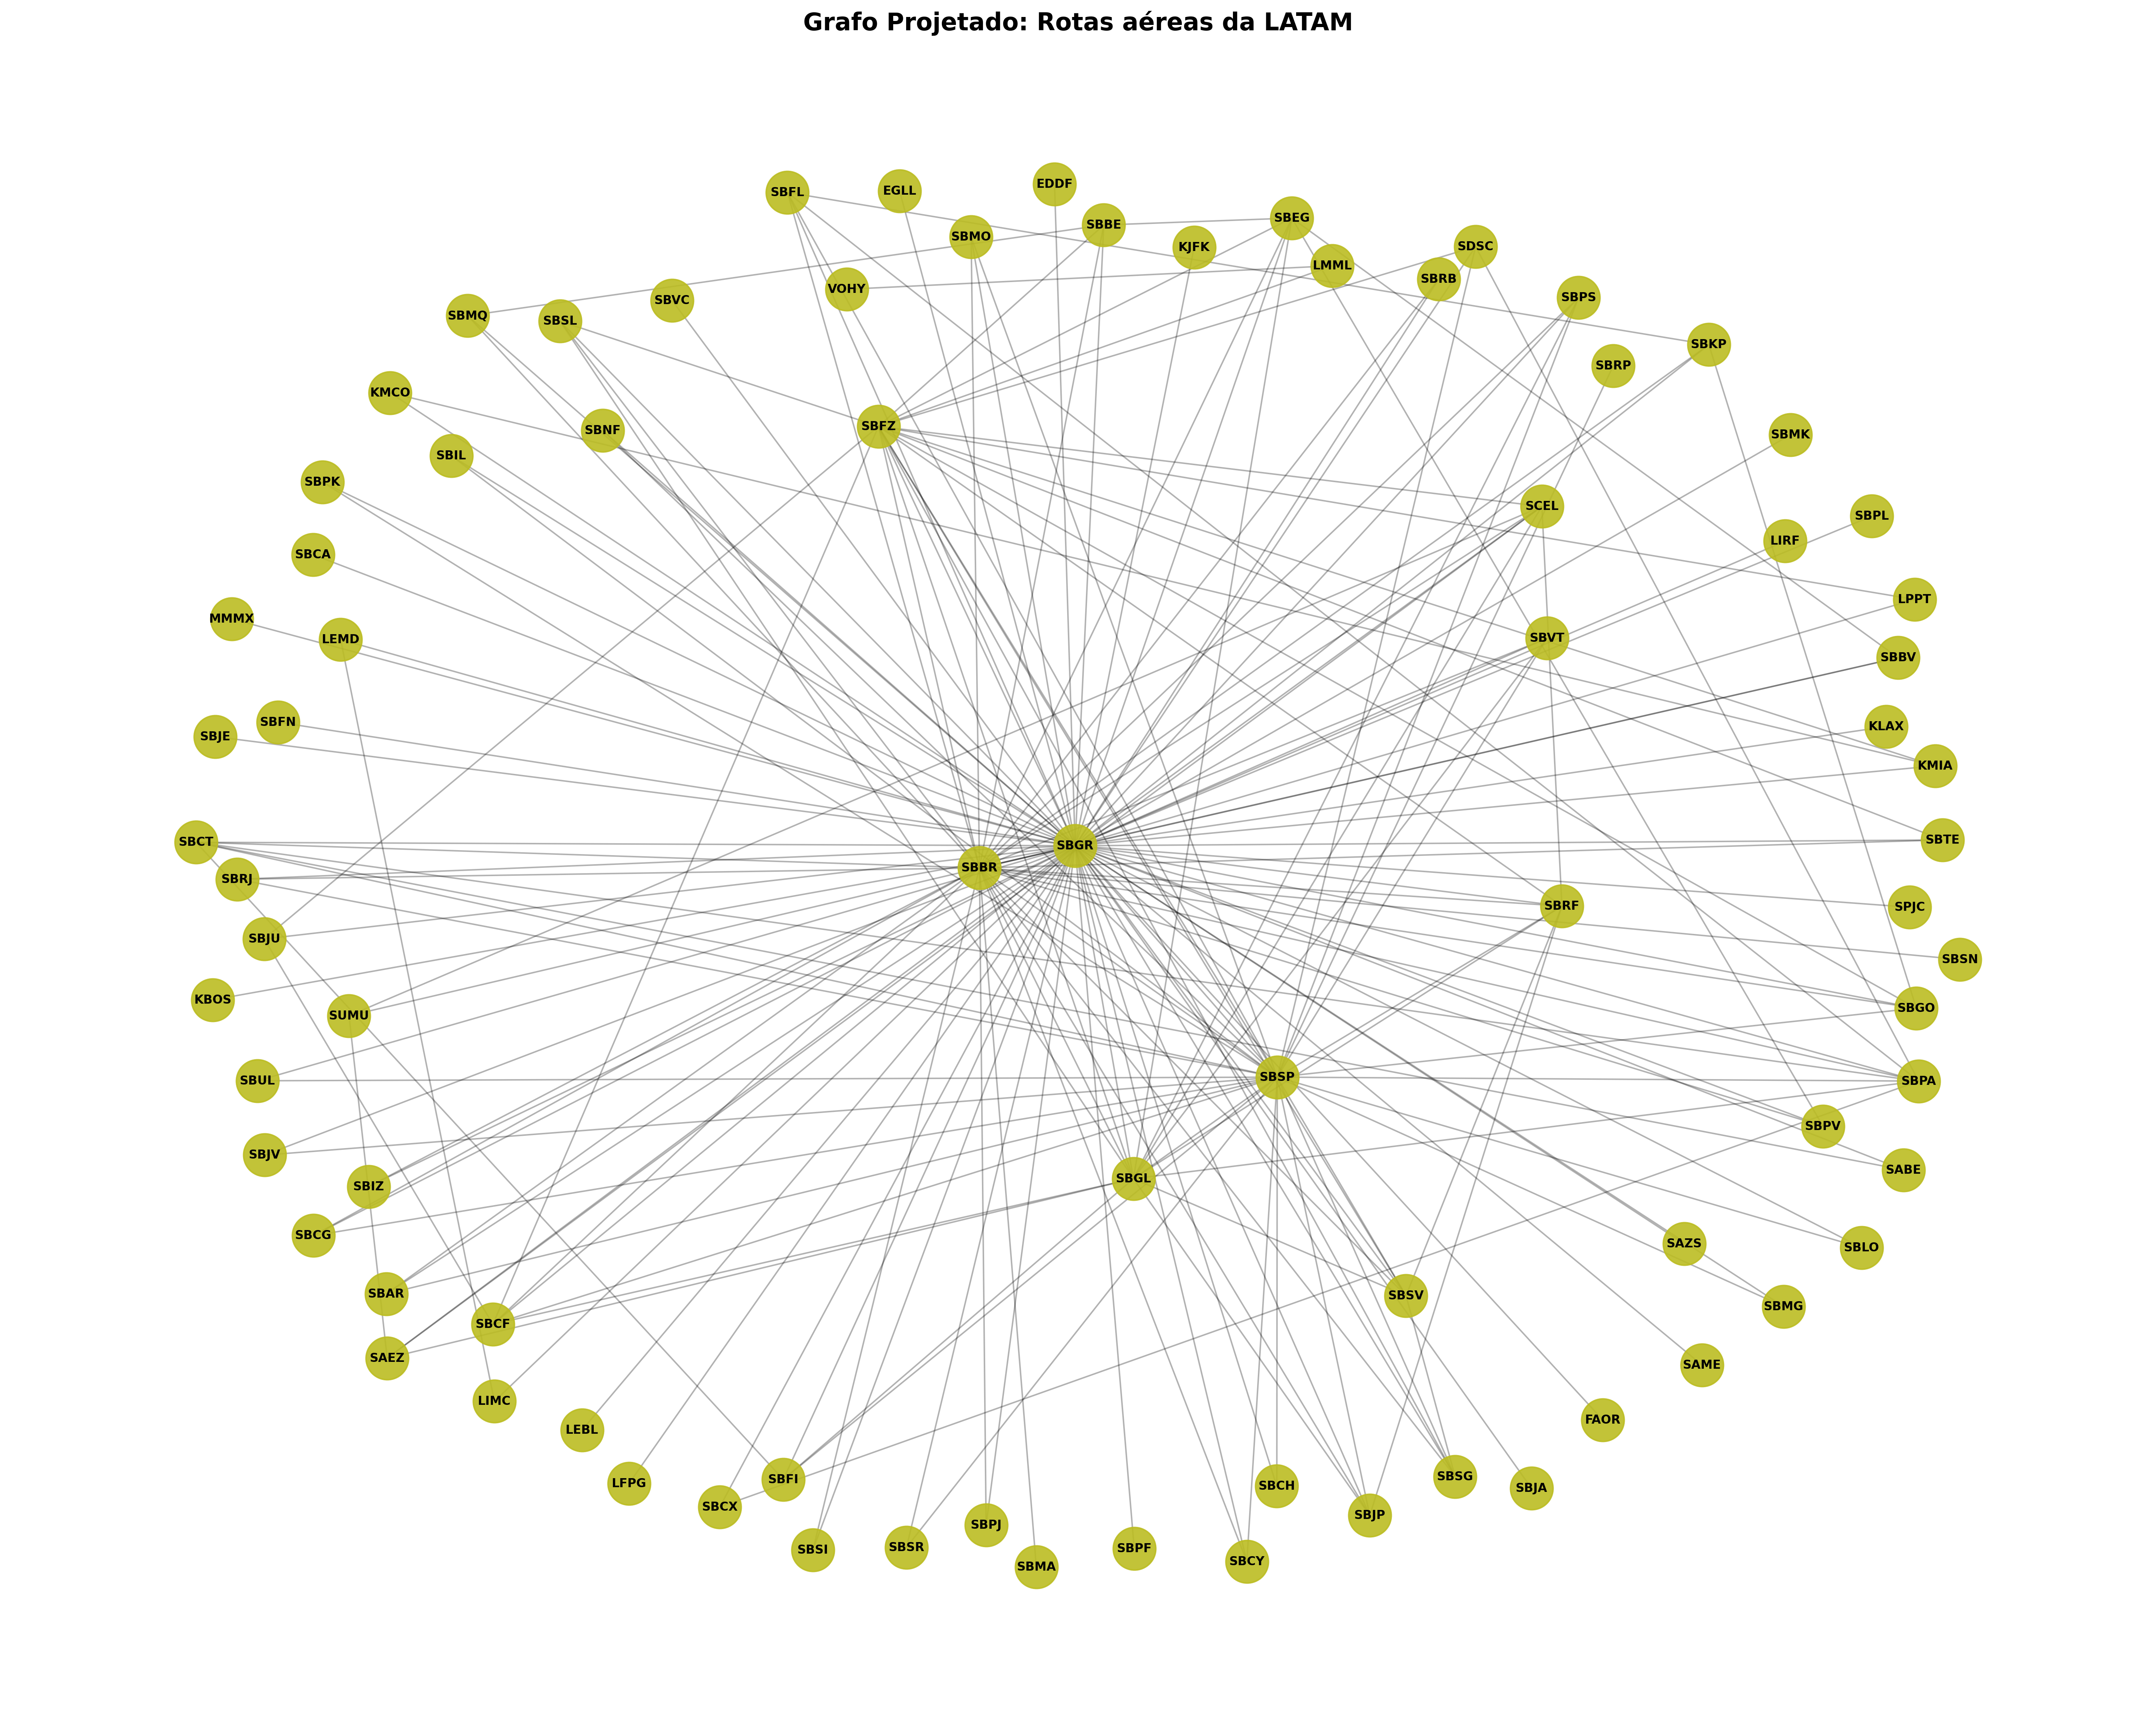 Grafo Projetado: Rotas aéreas da LATAM
SBFL
EGLL
EDDF
SBMO
SBBE
SBEG
KJFK
SDSC
LMML
SBRB
VOHY
SBVC
SBPS
SBMQ
SBSL
SBKP
SBRP
KMCO
SBNF
SBFZ
SBMK
SBIL
SBPK
SCEL
SBPL
SBCA
LIRF
MMMX
LEMD
LPPT
SBVT
SBBV
SBJE
SBFN
KLAX
KMIA
SBCT
SBGR
SBTE
SBRJ
SBBR
SBRF
SPJC
SBJU
SBSN
KBOS
SUMU
SBGO
SBUL
SBSP
SBPA
SBPV
SBJV
SBIZ
SBGL
SABE
SBCG
SAZS
SBLO
SBAR
SBCF
SBSV
SBMG
SAEZ
SAME
LIMC
LEBL
FAOR
LFPG
SBCX
SBFI
SBCH
SBSG
SBJA
SBSI
SBSR
SBPJ
SBMA
SBPF
SBCY
SBJP